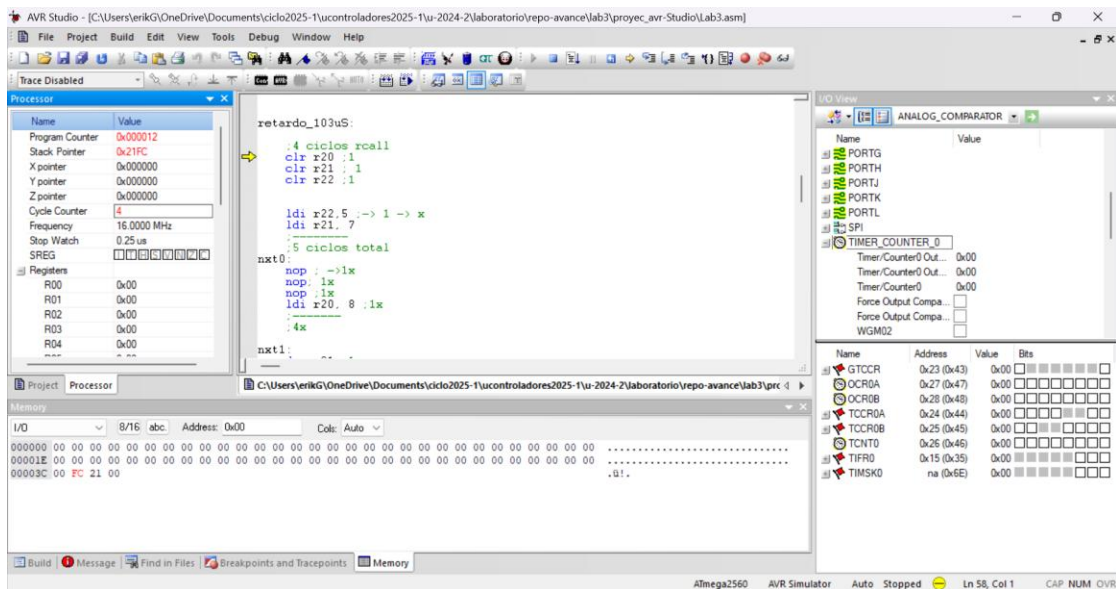 AVR Studio - [C:\Users\erikG\OneDrive\Documents\ciclo2025-1\ucontroladores2025-1\u-2024-2\laboratorio\repo-avance\lab3\proyec_avr-Studio\Lab3.asm]
File Project Build Edit View Tools Debug Window Help
Trace Disabled
Processor
Name Value
Program Counter 0x000012
Stack Pointer 0x21FC
X pointer 0x000000
Y pointer 0x000000
Z pointer 0x000000
Cycle Counter 4
Frequency 16.0000 MHz
Stop Watch 0.25 us
SREG I T H S V N Z C
Registers
R00 0x00
R01 0x00
R02 0x00
R03 0x00
R04 0x00
Project Processor
retardo_103uS:
;4 ciclos rcall
clr r20 ;1
clr r21 ; 1
clr r22 ;1
ldi r22,5 ;-> 1 -> x
ldi r21, 7
;--------
;5 ciclos total
nxt0:
nop ; ->1x
nop; 1x
nop ;1x
ldi r20, 8 ;1x
;-------
;4x
nxt1:
C:\Users\erikG\OneDrive\Documents\ciclo2025-1\ucontroladores2025-1\u-2024-2\laboratorio\repo-avance\lab3\prc
I/O View
ANALOG_COMPARATOR
Name Value
PORTG
PORTH
PORTJ
PORTK
PORTL
SPI
TIMER_COUNTER_0
Timer/Counter0 Out... 0x00
Timer/Counter0 Out... 0x00
Timer/Counter0 0x00
Force Output Compa...
Force Output Compa...
WGM02
Name Address Value Bits
GTCCR 0x23 (0x43) 0x00
OCR0A 0x27 (0x47) 0x00
OCR0B 0x28 (0x48) 0x00
TCCR0A 0x24 (0x44) 0x00
TCCR0B 0x25 (0x45) 0x00
TCNT0 0x26 (0x46) 0x00
TIFR0 0x15 (0x35) 0x00
TIMSK0 na (0x6E) 0x00
Memory
I/O 8/16 abc. Address: 0x00 Cols: Auto
000000 00 00 00 00 00 00 00 00 00 00 00 00 00 00 00 00 00 00 00 00 00 00 00 00 00 00 00 00 00 00 ..............................
00001E 00 00 00 00 00 00 00 00 00 00 00 00 00 00 00 00 00 00 00 00 00 00 00 00 00 00 00 00 00 00 ..............................
00003C 00 FC 21 00 .ü!.
Build Message Find in Files Breakpoints and Tracepoints Memory
ATmega2560 AVR Simulator Auto Stopped Ln 58, Col 1 CAP NUM OVR